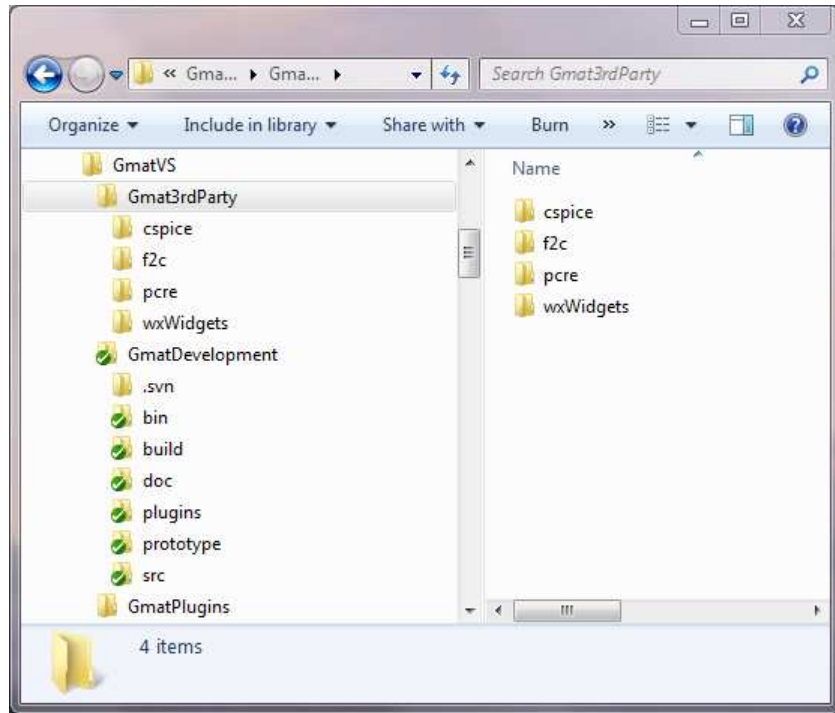 « Gma... Gma...
Search Gmat3rdParty
Organize Include in library Share with Burn »
GmatVS
Gmat3rdParty
cspice
f2c
pcre
wxWidgets
GmatDevelopment
.svn
bin
build
doc
plugins
prototype
src
GmatPlugins
Name
cspice
f2c
pcre
wxWidgets
4 items